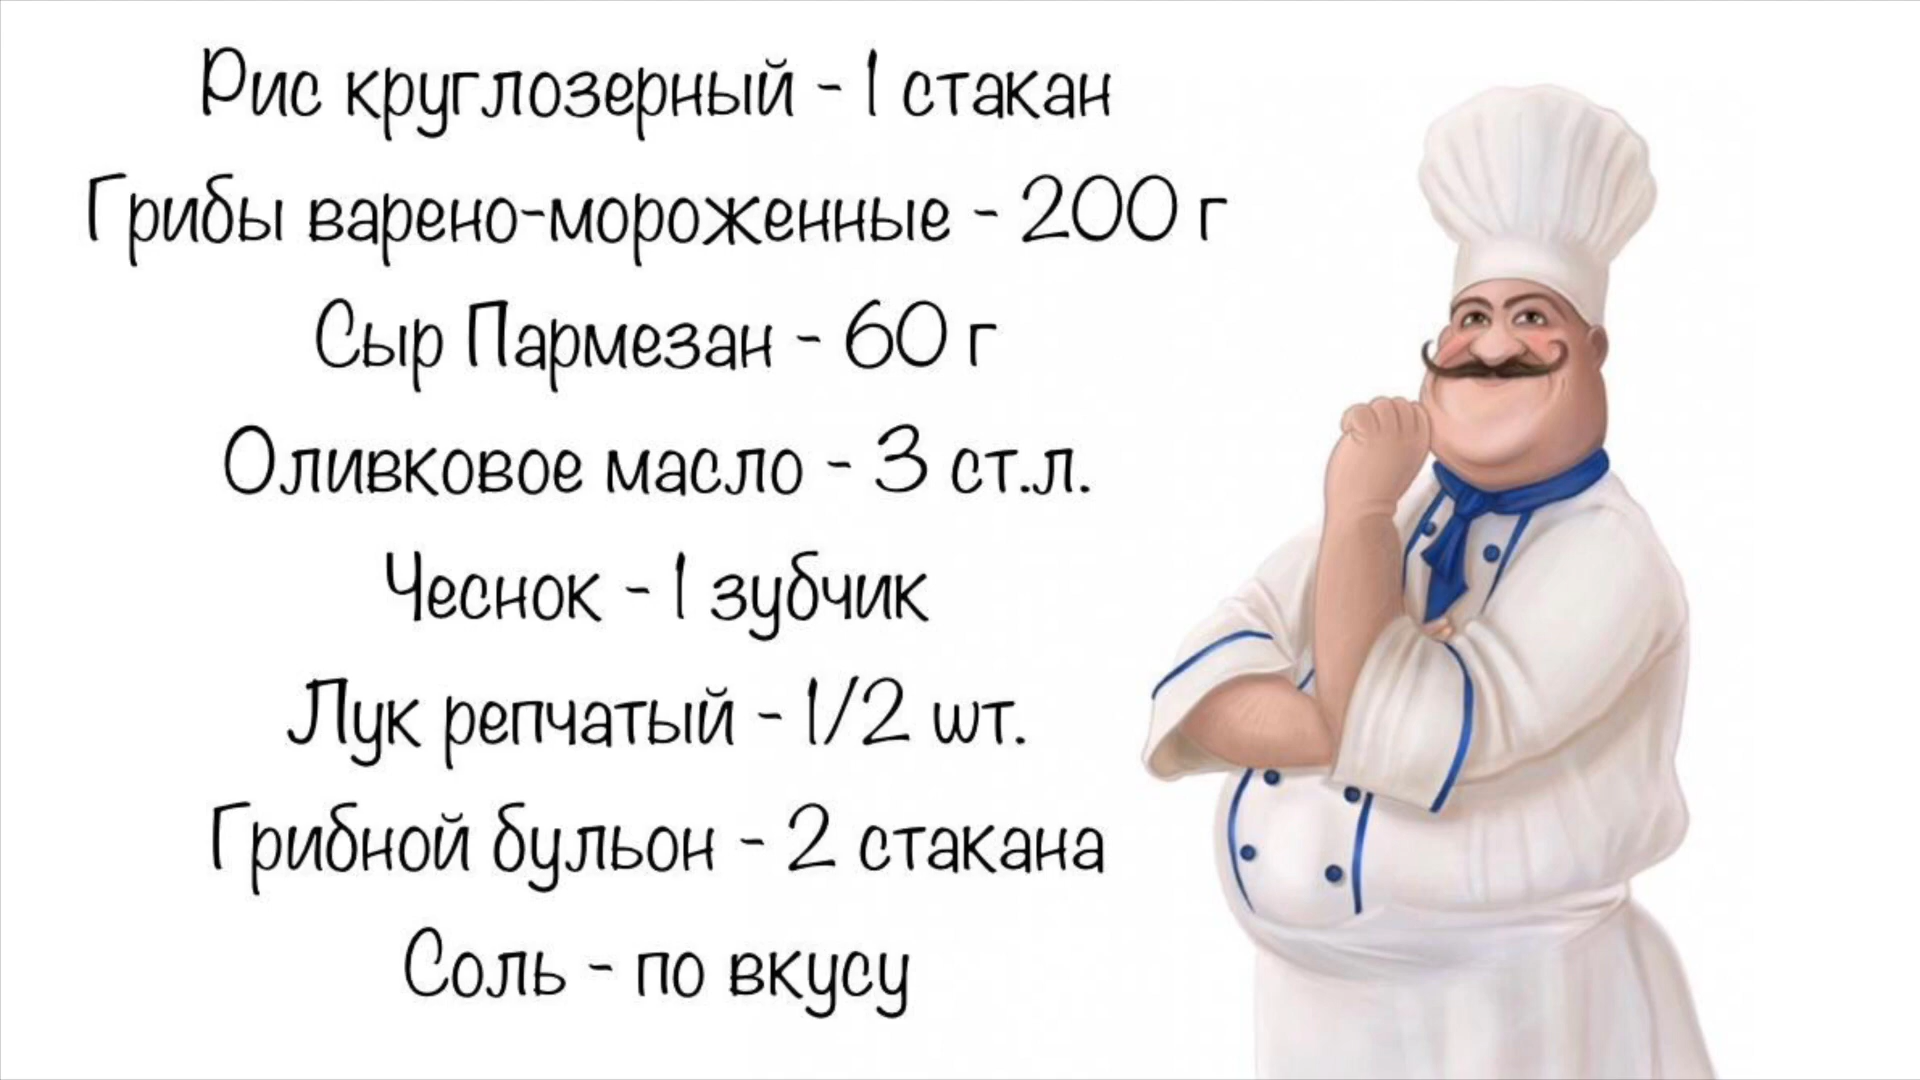 Рис круглозерный - 1 стакан
Грибы варено-мороженные - 200 г
Сыр Пармезан - 60 г
Оливковое масло - 3 ст.л.
Чеснок - 1 зубчик
Лук репчатый - 1/2 шт.
Грибной бульон - 2 стакана
Соль - по вкусу